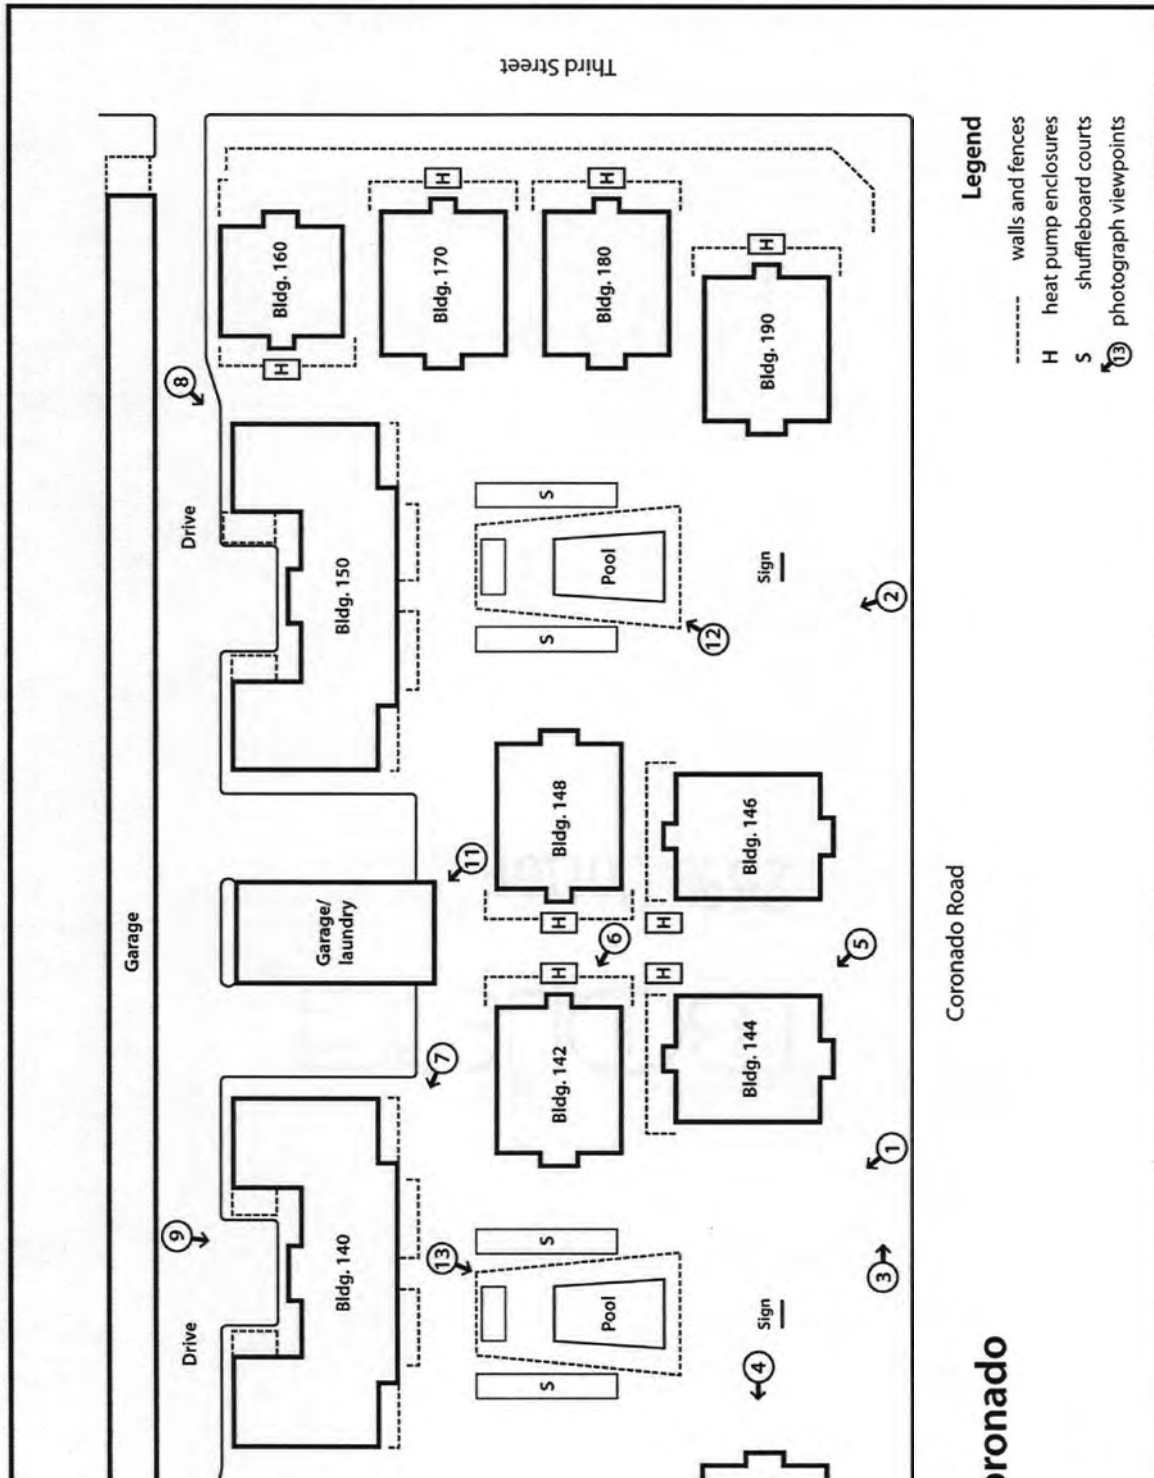 Third Street
Legend
walls and fences
H heat pump enclosures
S shuffleboard courts
13 photograph viewpoints
Bldg. 160
H
Bldg. 170
H
Bldg. 180
H
Bldg. 190
H
8
Drive
Bldg. 150
S
S
Pool
Sign
12
2
Garage
Garage/
laundry
11
Bldg. 148
H
Bldg. 146
H
6
5
Coronado Road
H
Bldg. 142
H
Bldg. 144
7
1
9
Drive
Bldg. 140
13
S
S
Pool
Sign
3
4
oronado